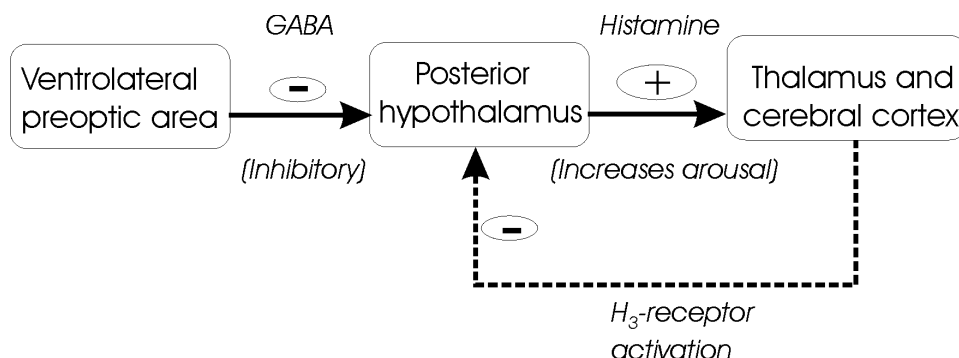 GABA
Histamine
Ventrolateral
preoptic area
-
Posterior
hypothalamus
+
Thalamus and
cerebral cortex
(Inhibitory)
(Increases arousal)
-
H₃-receptor
activation